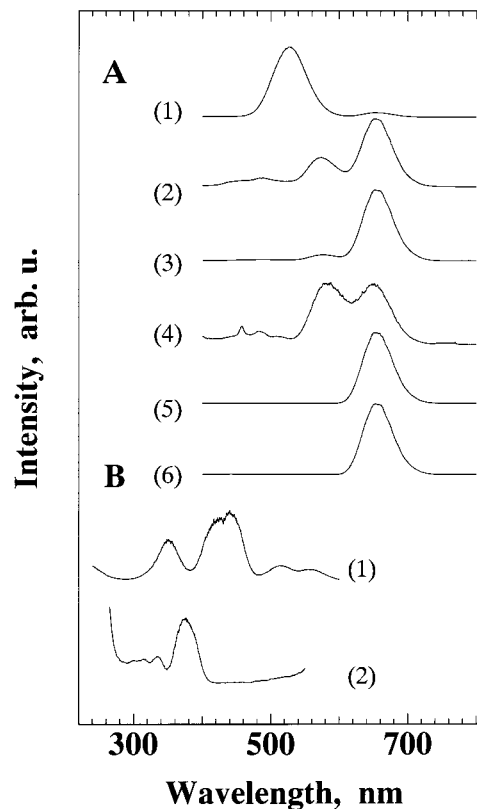 A
(1)
(2)
(3)
(4)
(5)
(6)
B
(1)
(2)
Intensity, arb. u.
300 500 700
Wavelength, nm